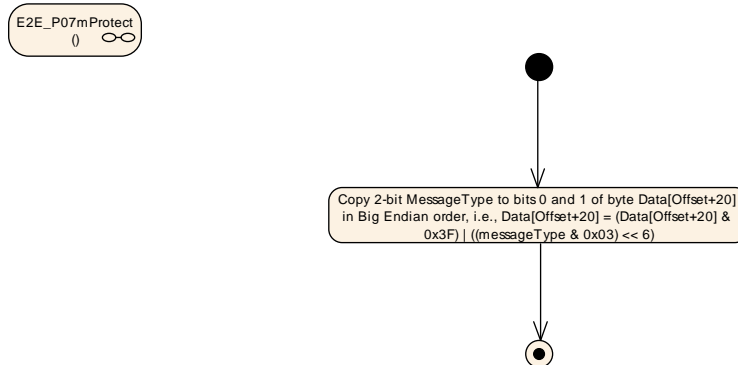 E2E_P07mProtect
()
Copy 2-bit MessageType to bits 0 and 1 of byte Data[Offset+20]
in Big Endian order, i.e., Data[Offset+20] = (Data[Offset+20] &
0x3F) | ((messageType & 0x03) << 6)